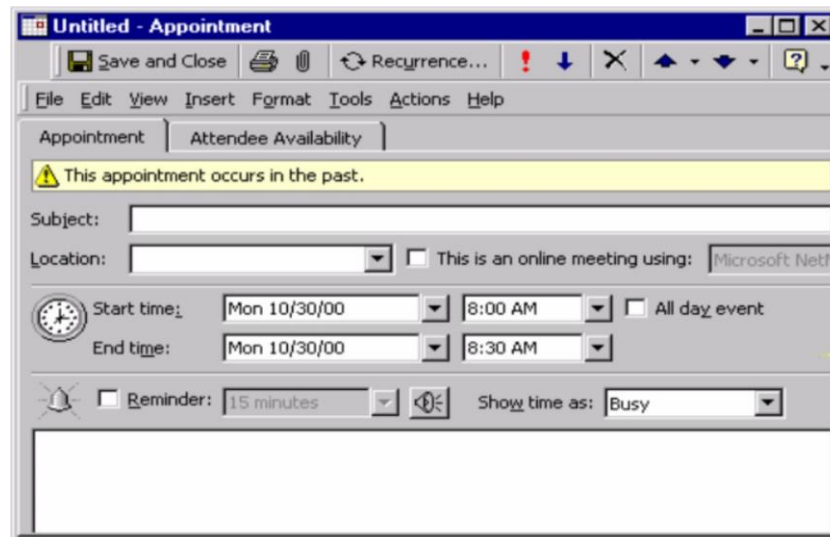 Untitled - Appointment
Save and Close Recurrence...
File Edit View Insert Format Tools Actions Help
Appointment Attendee Availability
This appointment occurs in the past.
Subject:
Location: This is an online meeting using: Microsoft Net
Start time: Mon 10/30/00 8:00 AM All day event
End time: Mon 10/30/00 8:30 AM
Reminder: 15 minutes Show time as: Busy